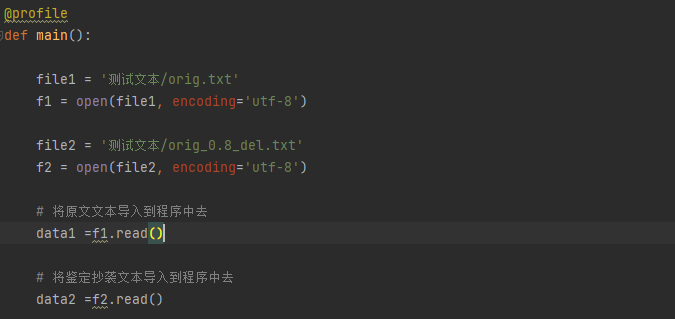 @profile
def main():
file1 = '测试文本/orig.txt'
f1 = open(file1, encoding='utf-8')
file2 = '测试文本/orig_0.8_del.txt'
f2 = open(file2, encoding='utf-8')
# 将原文文本导入到程序中去
data1 =f1.read()
# 将鉴定抄袭文本导入到程序中去
data2 =f2.read()